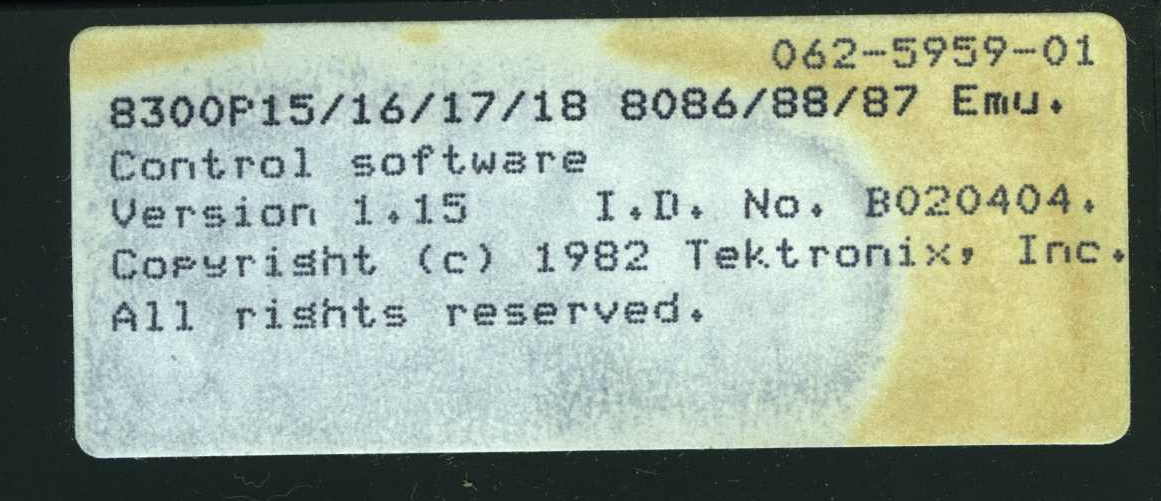 062-5959-01
8300P15/16/17/18 8086/88/87 Emu.
Control software
Version 1.15 I.D. No. B020404.
Copyright (c) 1982 Tektronix, Inc.
All rights reserved.